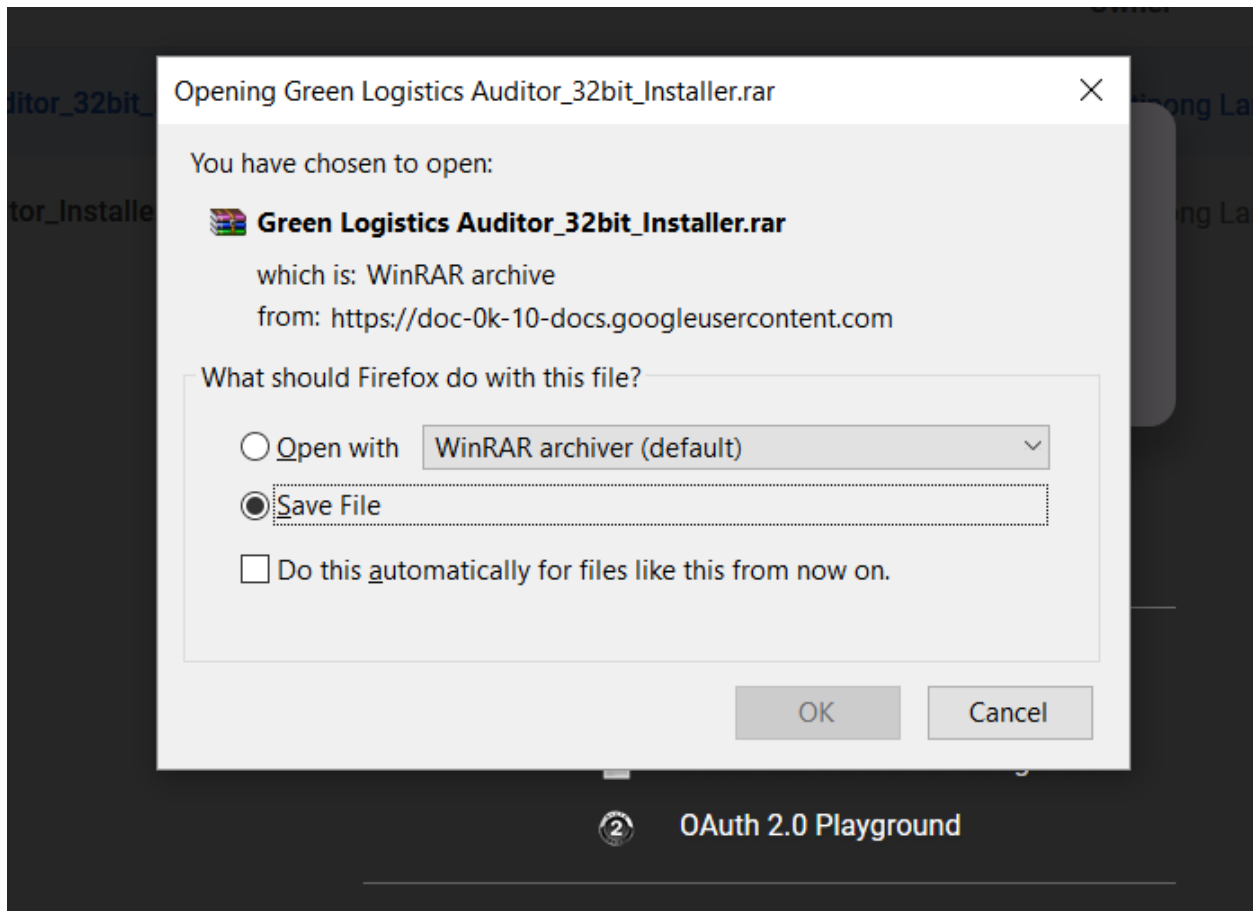 Opening Green Logistics Auditor_32bit_Installer.rar
ditor_32bit_
You have chosen to open:
tor_Installe
Green Logistics Auditor_32bit_Installer.rar
which is: WinRAR archive
from: https://doc-0k-10-docs.googleusercontent.com
What should Firefox do with this file?
Open with WinRAR archiver (default)
Save File
Do this automatically for files like this from now on.
OK Cancel
OAuth 2.0 Playground